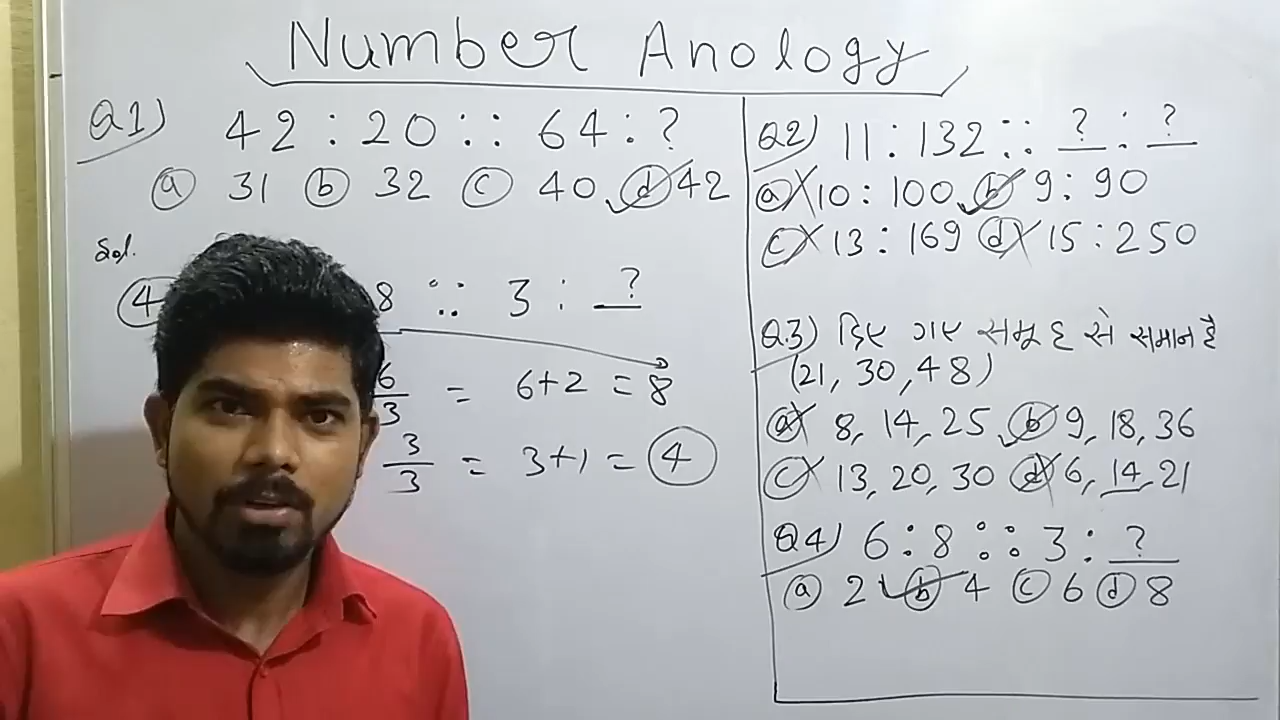 Number Anology
Q1) 42 : 20 :: 64 : ?
(a) 31 (b) 32 (c) 40 (d) 42
Sol.
(4) 8 :: 3 : ?
6/3 = 6+2 = 8
3/3 = 3+1 = (4)
Q2) 11 : 132 :: ? : ?
(a) 10 : 100 (b) 9 : 90
(c) 13 : 169 (d) 15 : 250
Q.3) दिए गए समूह से समान है
(21, 30, 48)
(a) 8, 14, 25 (b) 9, 18, 36
(c) 13, 20, 30 (d) 6, 14, 21
Q4) 6 : 8 :: 3 : ?
(a) 2 (b) 4 (c) 6 (d) 8